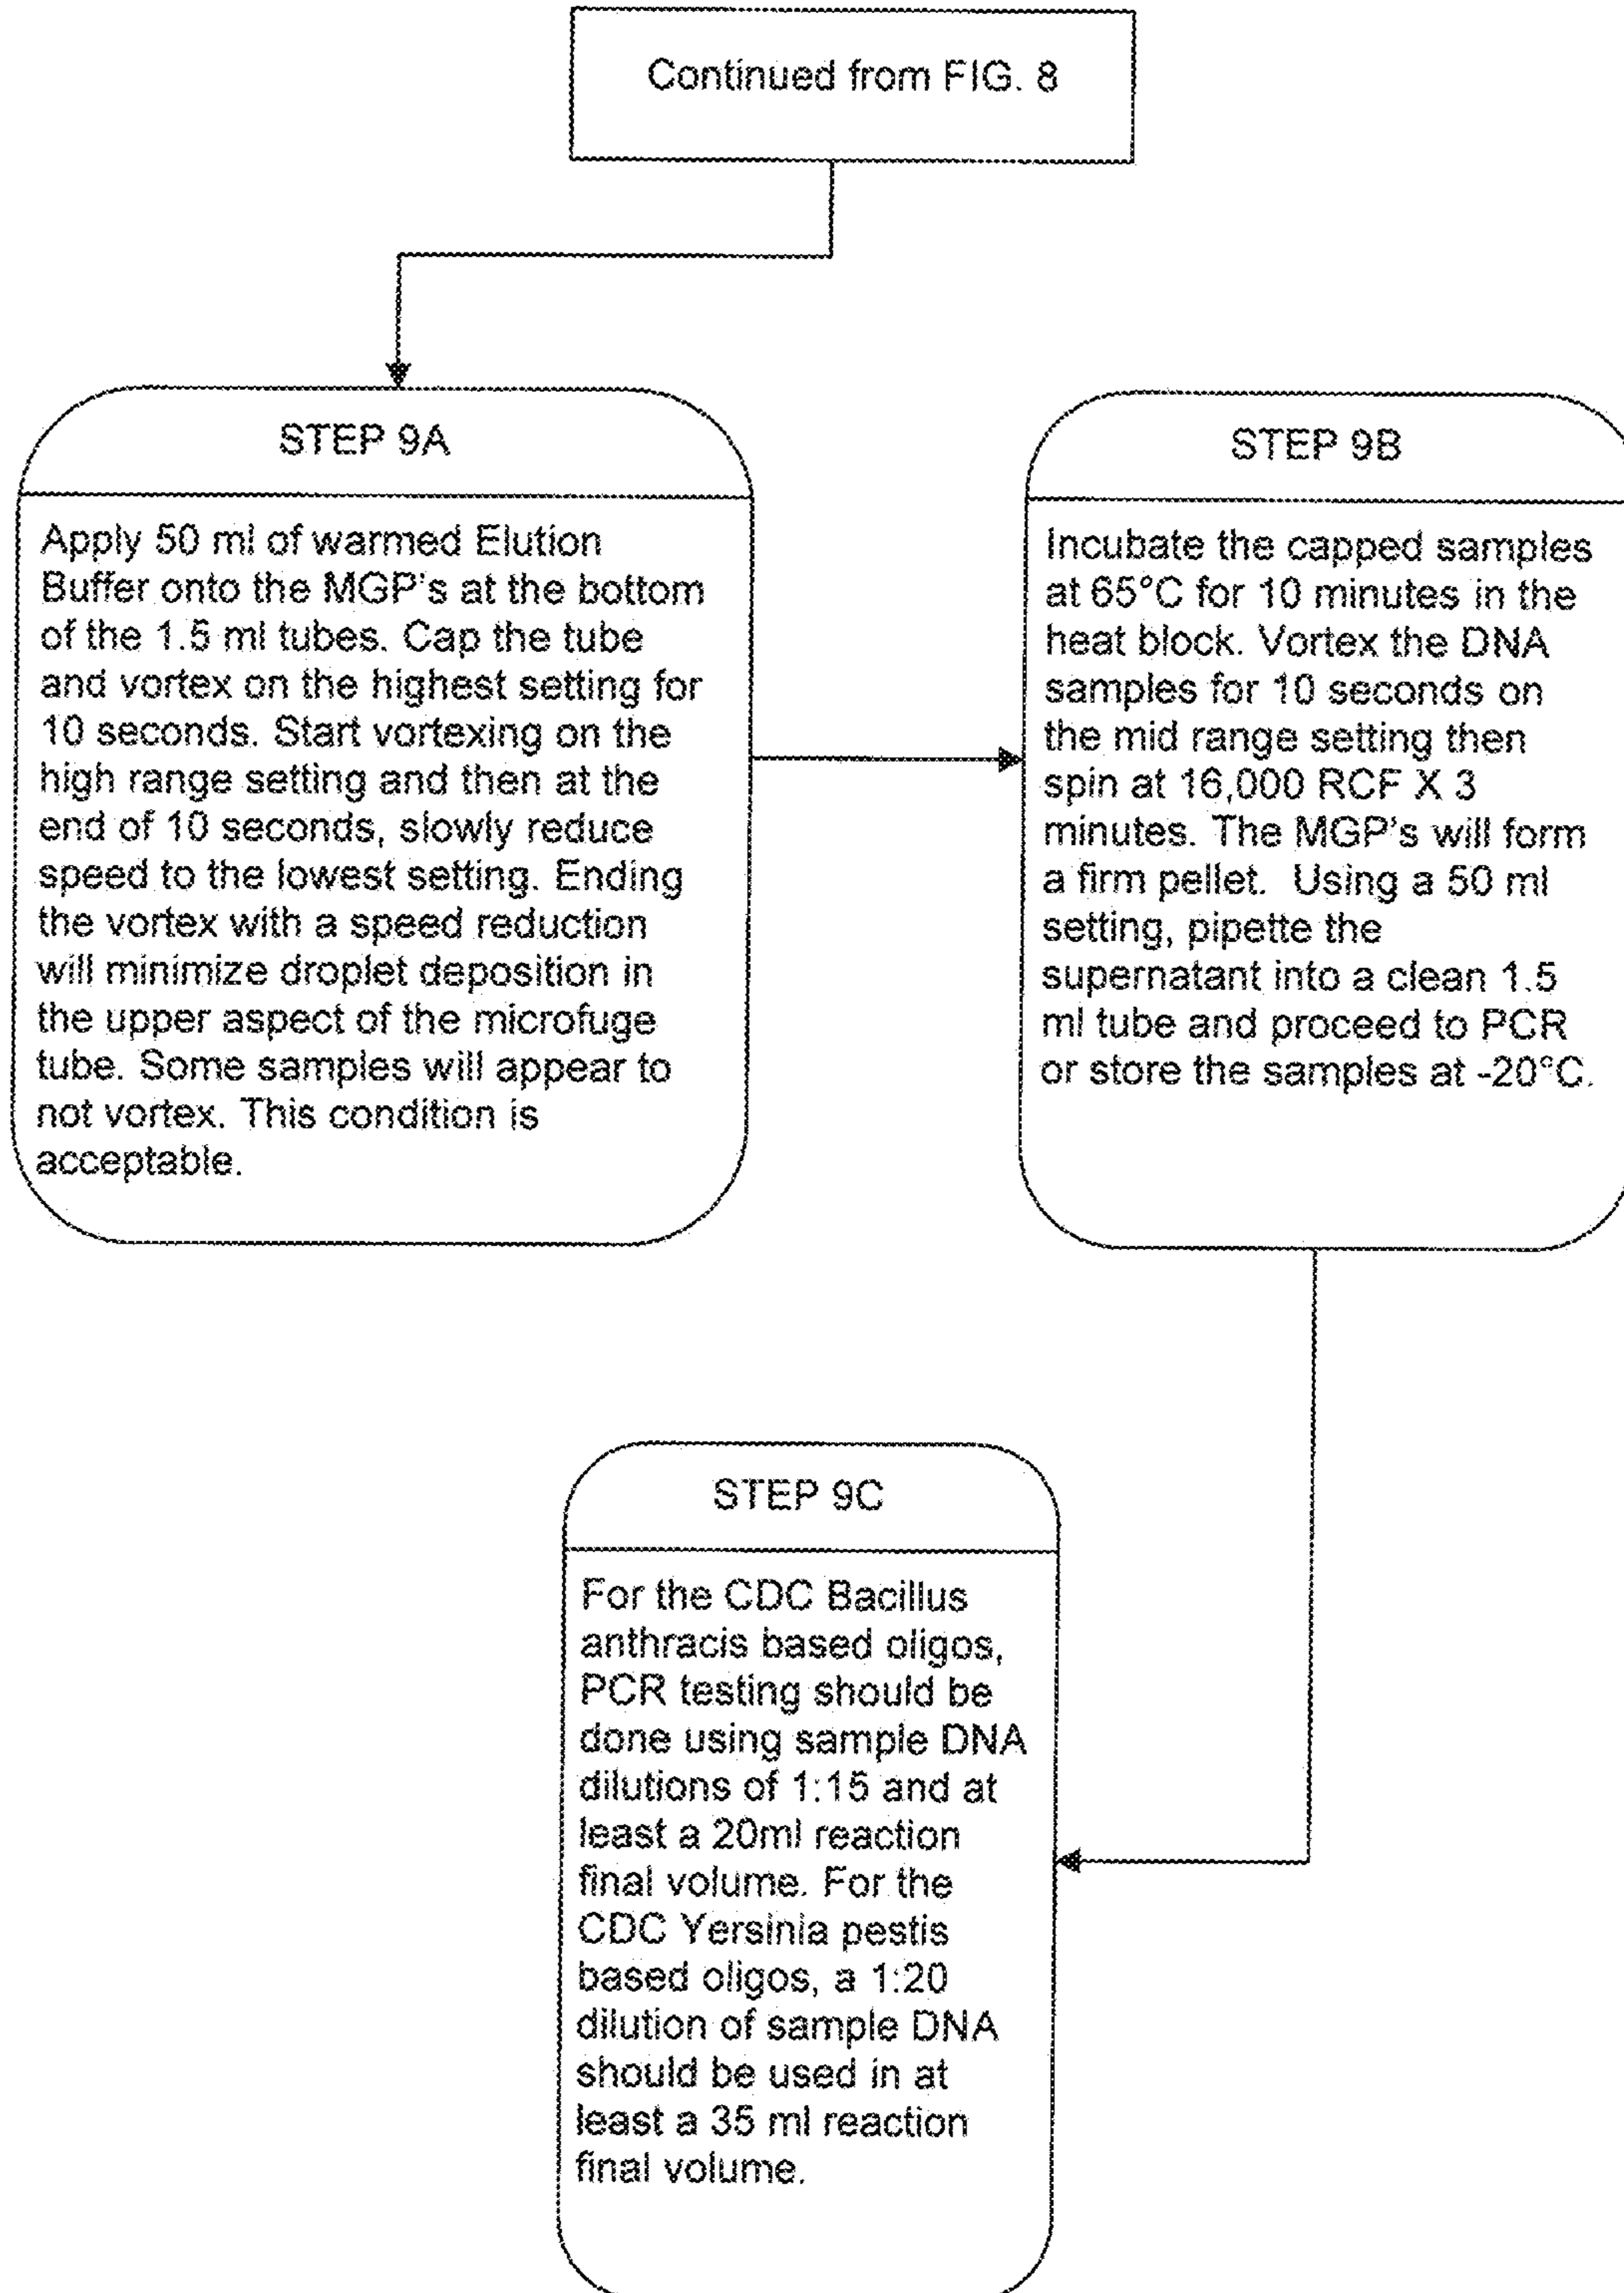 Continued from FIG. 8
STEP 9A
Apply 50 ml of warmed Elution
Buffer onto the MGP's at the bottom
of the 1.5 ml tubes. Cap the tube
and vortex on the highest setting for
10 seconds. Start vortexing on the
high range setting and then at the
end of 10 seconds, slowly reduce
speed to the lowest setting. Ending
the vortex with a speed reduction
will minimize droplet deposition in
the upper aspect of the microfuge
tube. Some samples will appear to
not vortex. This condition is
acceptable.
STEP 9B
Incubate the capped samples
at 65°C for 10 minutes in the
heat block. Vortex the DNA
samples for 10 seconds on
the mid range setting then
spin at 16,000 RCF X 3
minutes. The MGP's will form
a firm pellet. Using a 50 ml
setting, pipette the
supernatant into a clean 1.5
ml tube and proceed to PCR
or store the samples at -20°C.
STEP 9C
For the CDC Bacillus
anthracis based oligos,
PCR testing should be
done using sample DNA
dilutions of 1:15 and at
least a 20ml reaction
final volume. For the
CDC Yersinia pestis
based oligos, a 1:20
dilution of sample DNA
should be used in at
least a 35 ml reaction
final volume.